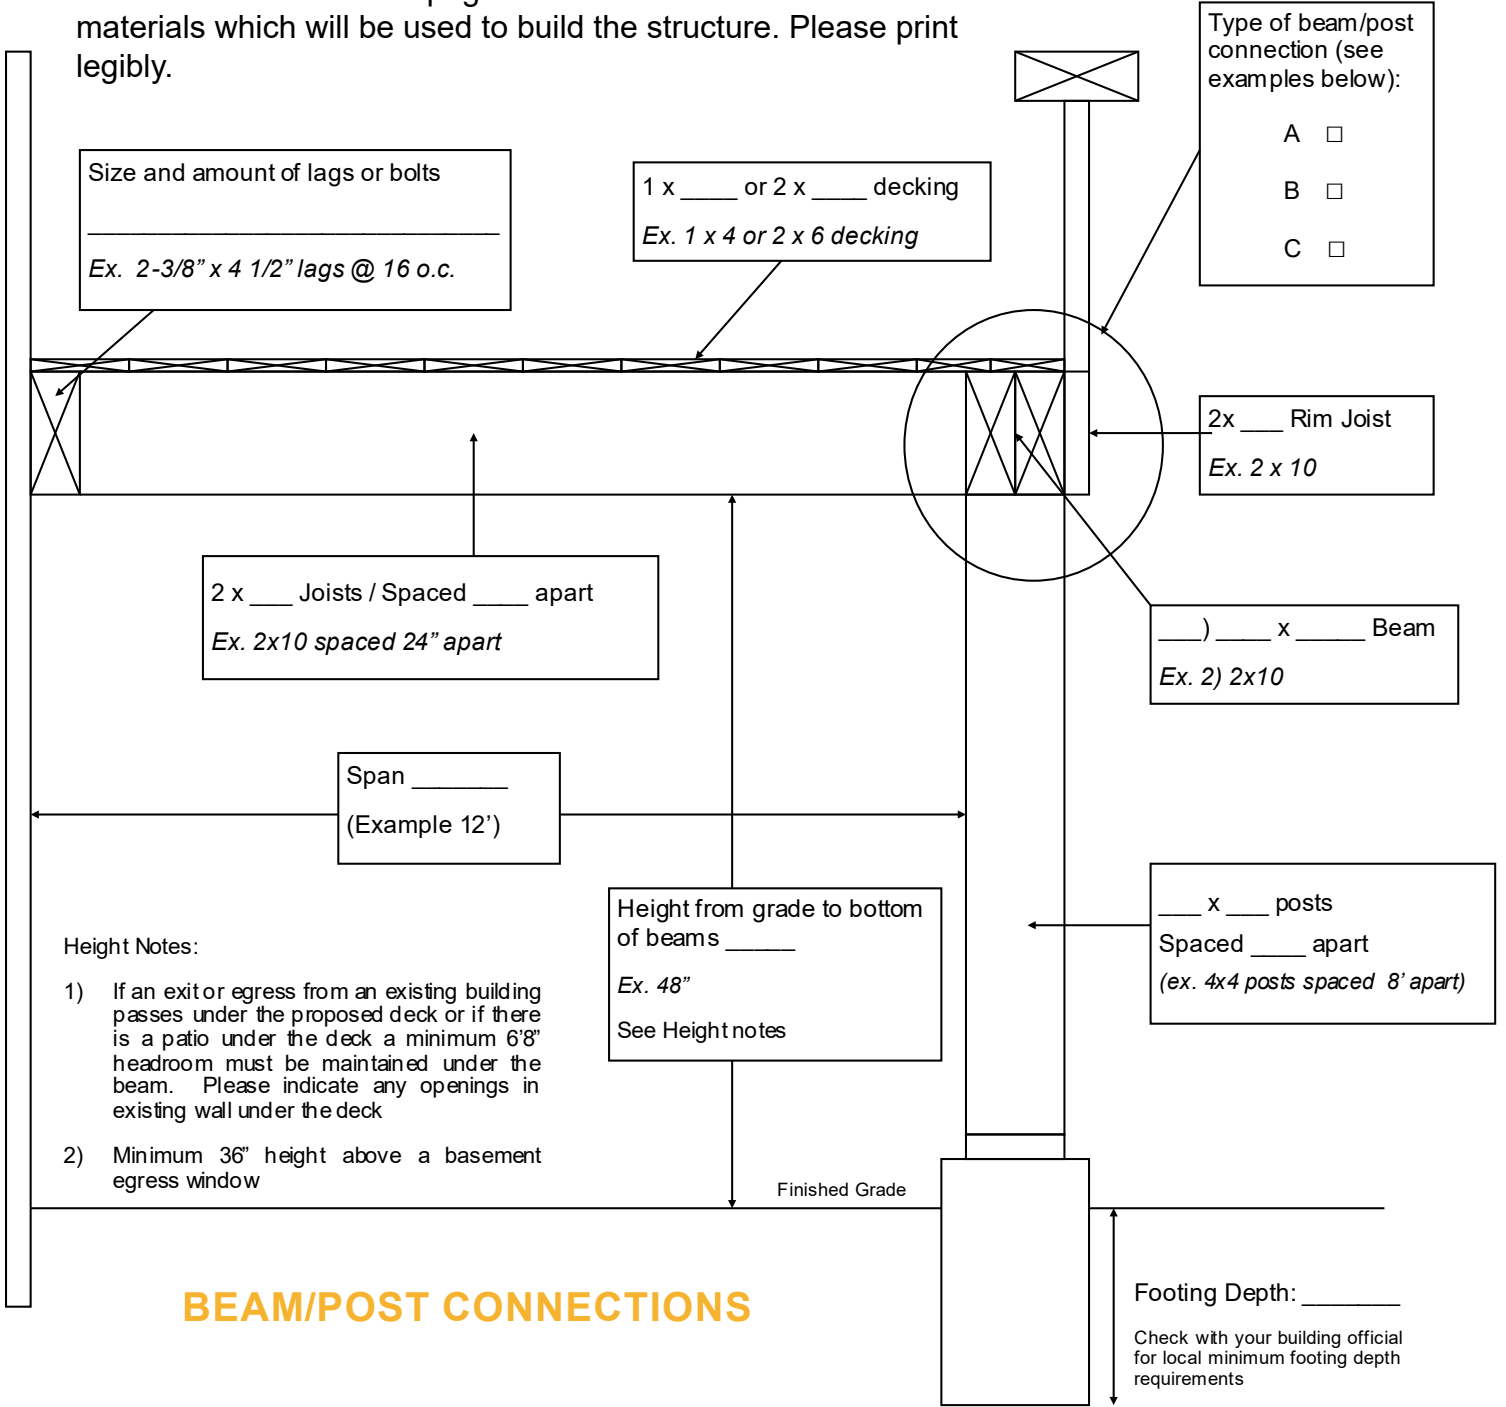 materials which will be used to build the structure. Please print
legibly.
Type of beam/post
connection (see
examples below):
A □
B □
C □
Size and amount of lags or bolts
______________________________
Ex. 2-3/8” x 4 1/2” lags @ 16 o.c.
1 x ____ or 2 x ____ decking
Ex. 1 x 4 or 2 x 6 decking
2x ___ Rim Joist
Ex. 2 x 10
2 x ___ Joists / Spaced ____ apart
Ex. 2x10 spaced 24” apart
___) ____ x _____ Beam
Ex. 2) 2x10
Span _______
(Example 12’)
Height from grade to bottom
of beams _____
Ex. 48”
See Height notes
___ x ___ posts
Spaced ____ apart
(ex. 4x4 posts spaced 8’ apart)
Height Notes:
1) If an exit or egress from an existing building
passes under the proposed deck or if there
is a patio under the deck a minimum 6’8”
headroom must be maintained under the
beam. Please indicate any openings in
existing wall under the deck
2) Minimum 36” height above a basement
egress window
Finished Grade
BEAM/POST CONNECTIONS
Footing Depth: _______
Check with your building official
for local minimum footing depth
requirements